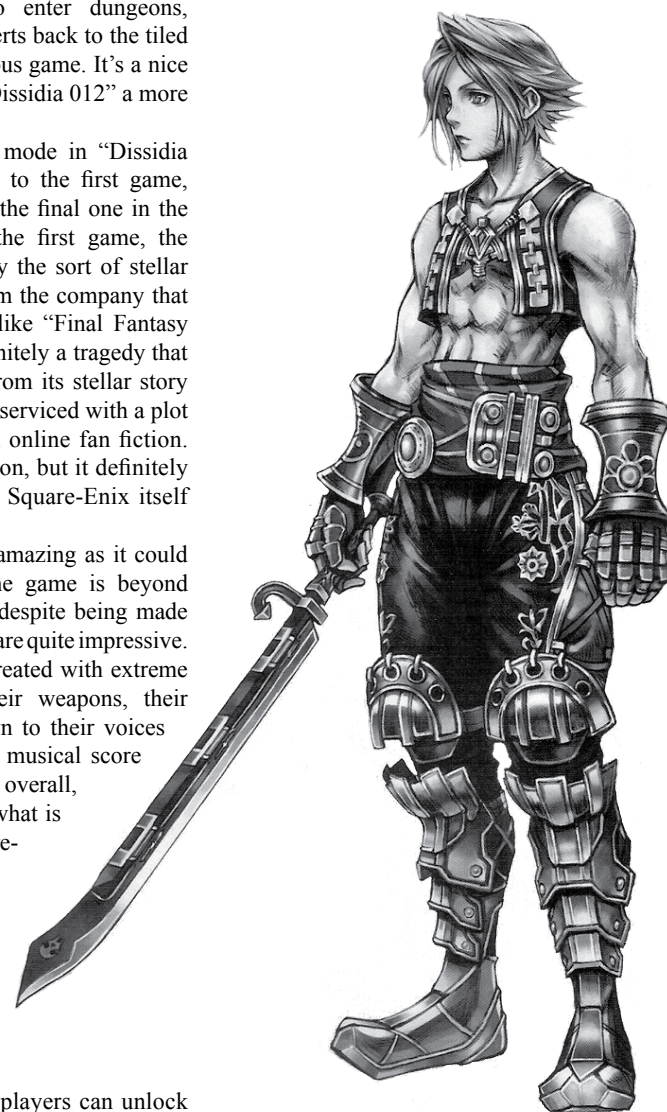 enter dungeons,
erts back to the tiled
ous game. It’s a nice
Dissidia 012” a more
mode in “Dissidia
to the first game,
the final one in the
the first game, the
y the sort of stellar
m the company that
like “Final Fantasy
nitely a tragedy that
rom its stellar story
serviced with a plot
online fan fiction.
on, but it definitely
Square-Enix itself
amazing as it could
ne game is beyond
despite being made
are quite impressive.
reated with extreme
eir weapons, their
n to their voices
musical score
overall,
what is
e-
players can unlock